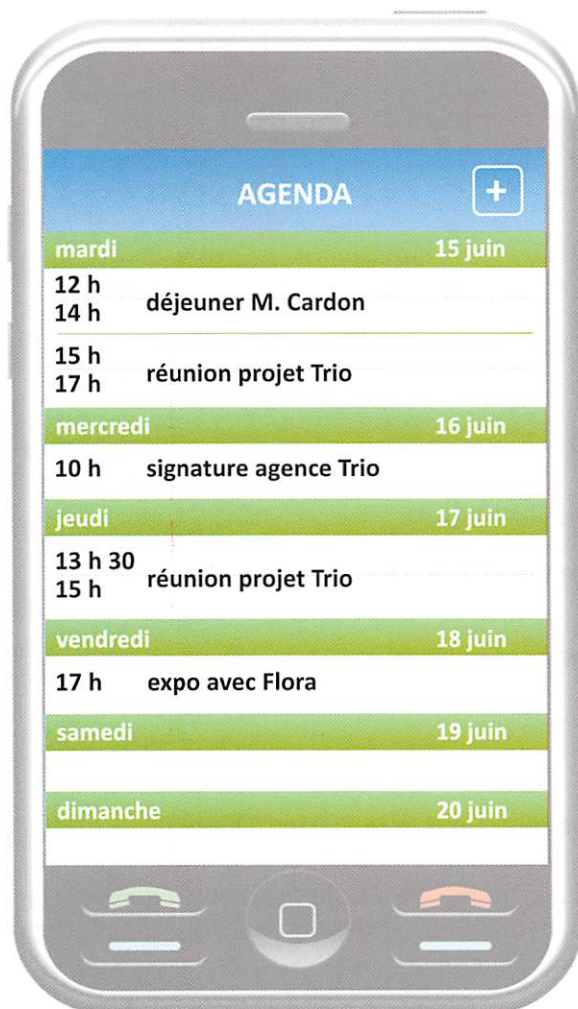 AGENDA +
mardi 15 juin
12 h
14 h déjeuner M. Cardon
15 h
17 h réunion projet Trio
mercredi 16 juin
10 h signature agence Trio
jeudi 17 juin
13 h 30
15 h réunion projet Trio
vendredi 18 juin
17 h expo avec Flora
samedi 19 juin
dimanche 20 juin